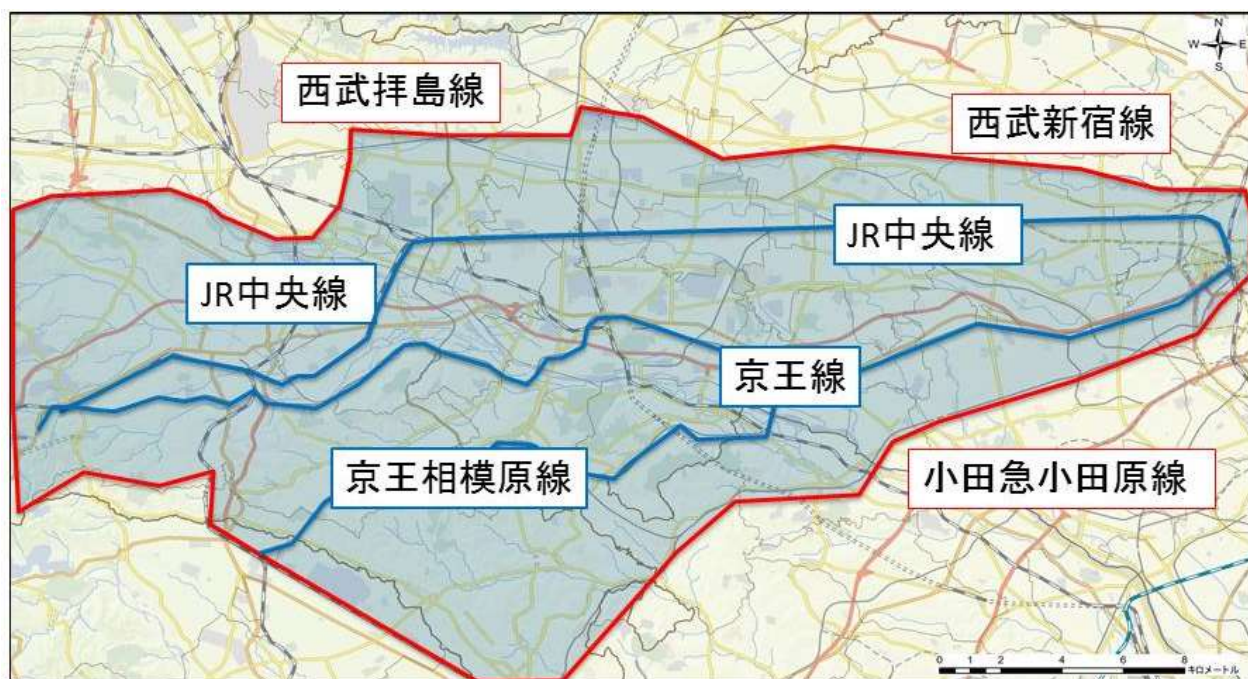 N
W E
S
西武拝島線
西武新宿線
JR中央線
JR中央線
京王線
京王相模原線
小田急小田原線
0 1 2 4 6 8
キロメートル